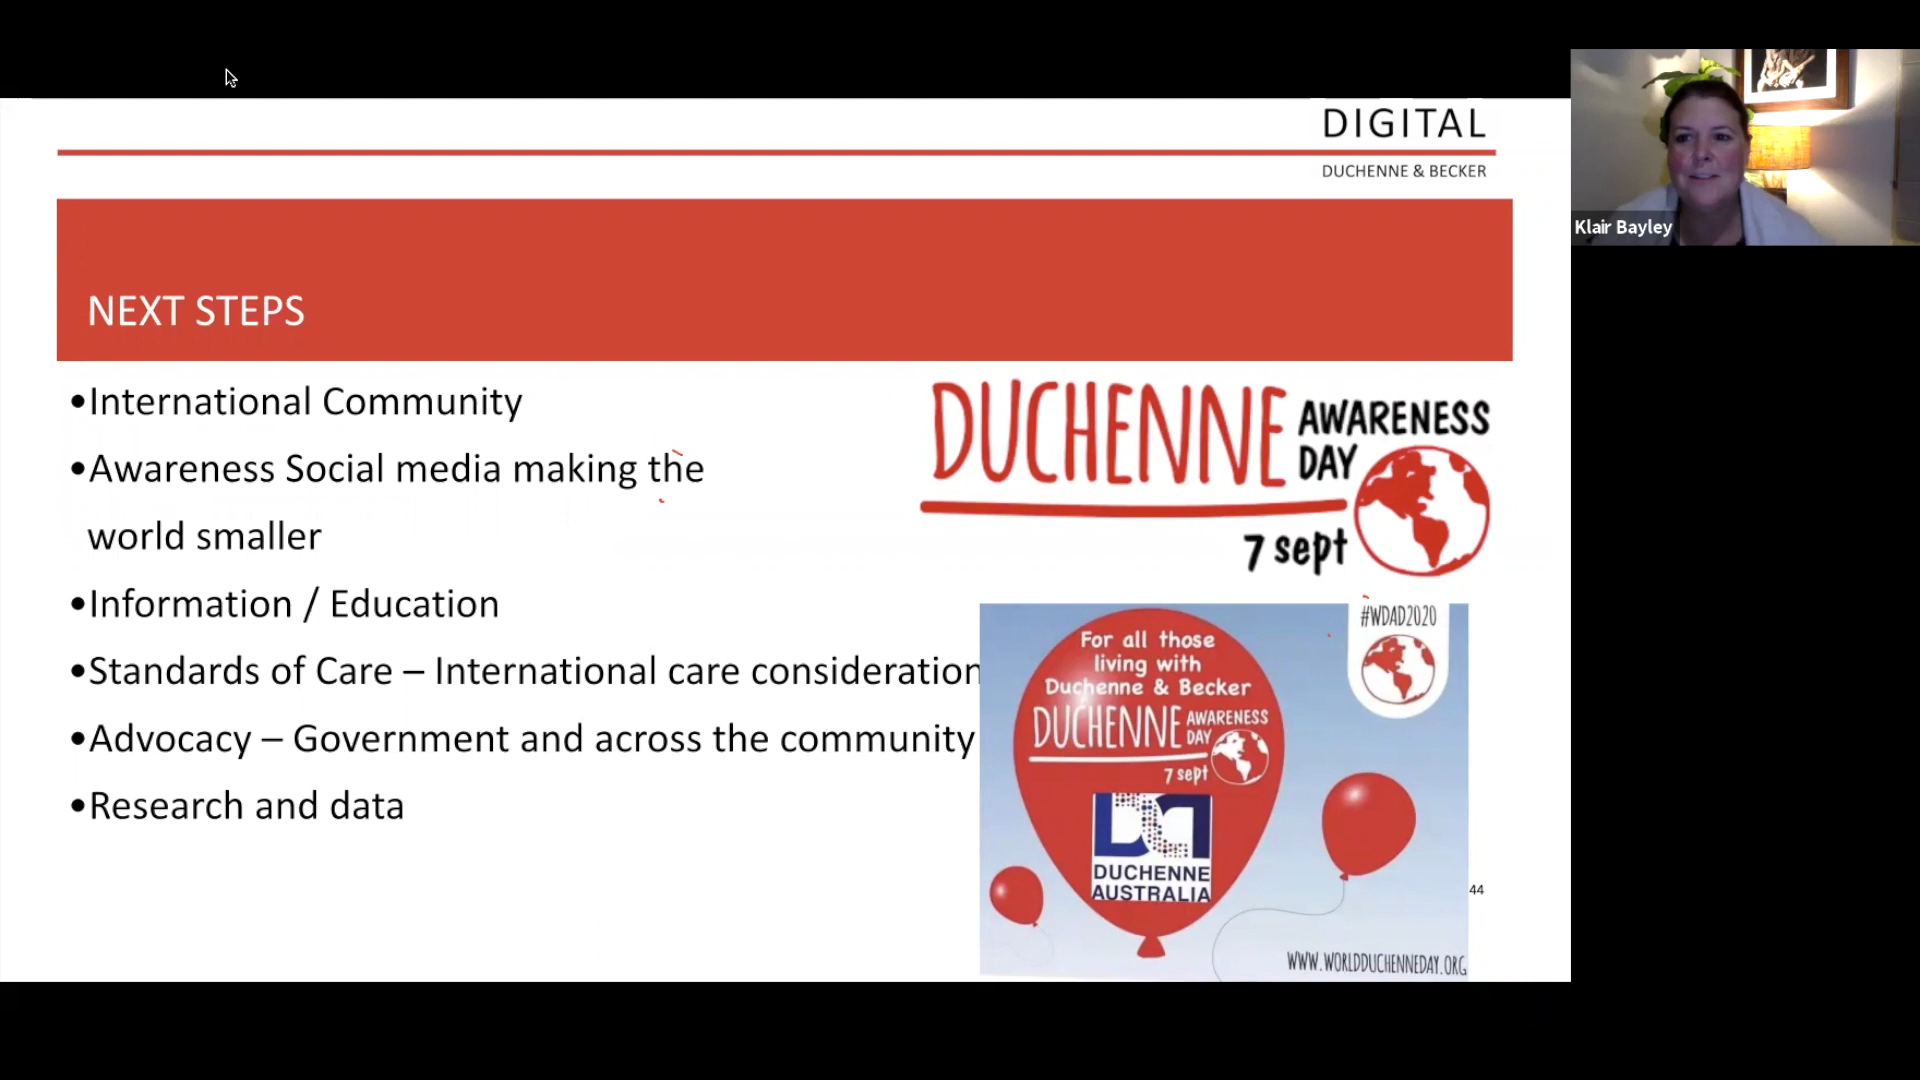 DIGITAL
DUCHENNE & BECKER
Klair Bayley
NEXT STEPS
•International Community
•Awareness Social media making the
world smaller
•Information / Education
•Standards of Care – International care consideration
•Advocacy – Government and across the community
•Research and data
DUCHENNE AWARENESS
DAY
7 sept
#WDAD2020
For all those
living with
Duchenne & Becker
DUCHENNE AWARENESS
DAY
7 sept
DUCHENNE
AUSTRALIA
WWW.WORLDDUCHENNEDAY.ORG
44